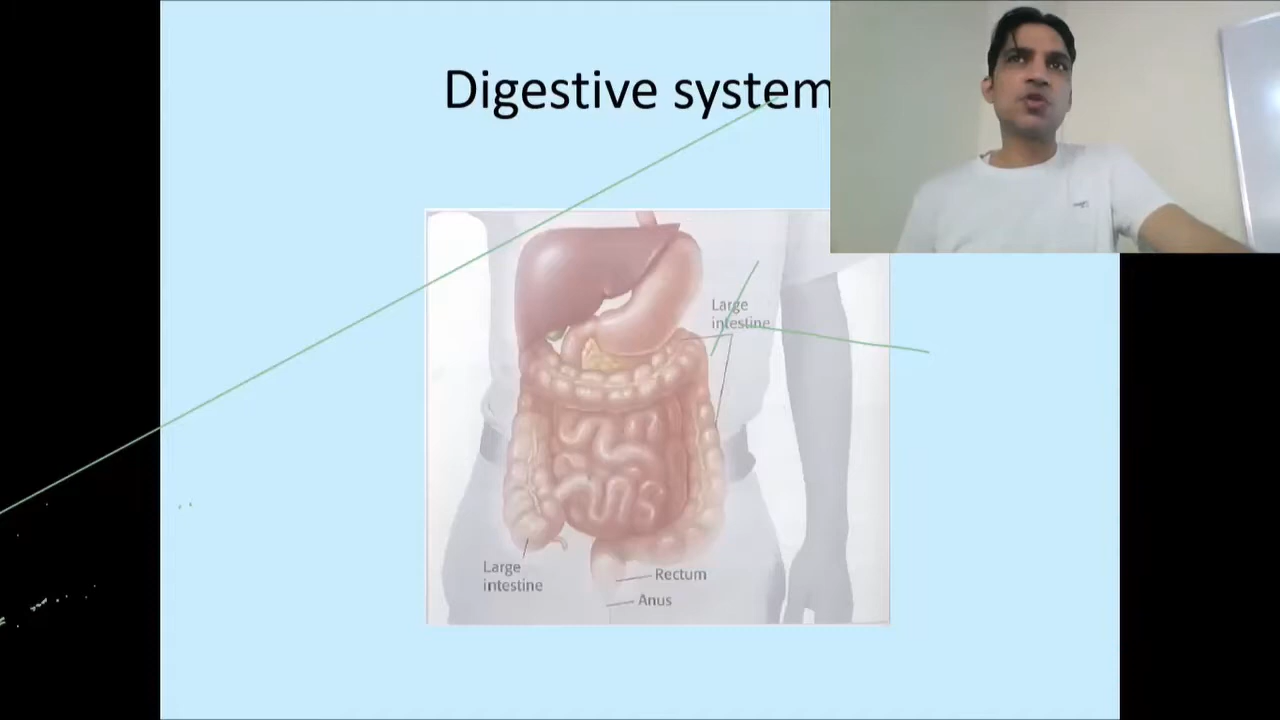 Digestive system
Large
intestine
Large
intestine
Rectum
Anus